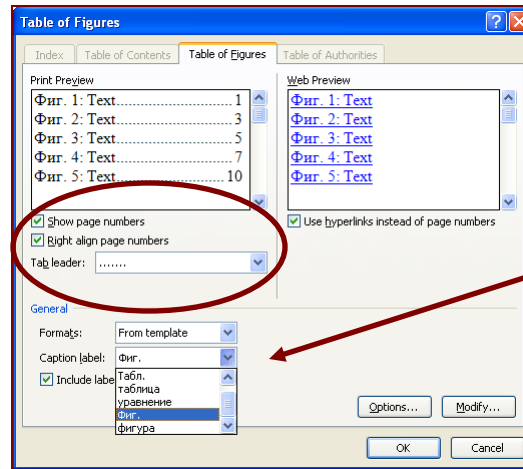 Table of Figures
Index Table of Contents Table of Figures Table of Authorities
Print Preview Web Preview
Фиг. 1: Text.......................... 1 Фиг. 1: Text
Фиг. 2: Text.......................... 3 Фиг. 2: Text
Фиг. 3: Text.......................... 5 Фиг. 3: Text
Фиг. 4: Text.......................... 7 Фиг. 4: Text
Фиг. 5: Text......................... 10 Фиг. 5: Text
Show page numbers Use hyperlinks instead of page numbers
Right align page numbers
Tab leader: .......
General
Formats: From template
Caption label: Фиг.
Include labe Табл.
таблица
уравнение
Фиг.
фигура
Options... Modify...
OK Cancel